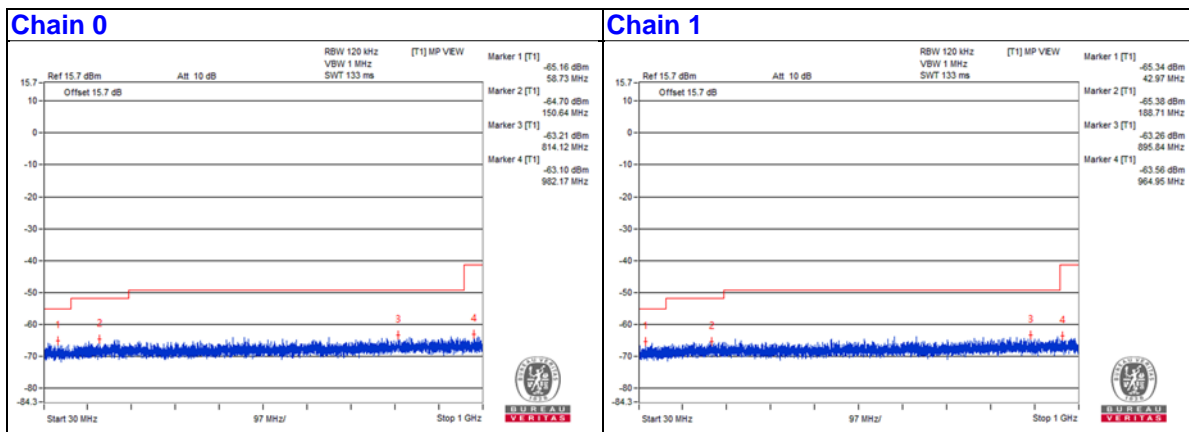 Chain 0
RBW 120 kHz [T1] MP VIEW
VBW 1 MHz
Ref 15.7 dBm Att 10 dB SWT 133 ms
Offset 15.7 dB
Marker 1 [T1]
-65.16 dBm
58.73 MHz
Marker 2 [T1]
-64.70 dBm
150.64 MHz
Marker 3 [T1]
-63.21 dBm
814.12 MHz
Marker 4 [T1]
-63.10 dBm
982.17 MHz
15.7
10
0
-10
-20
-30
-40
-50
-60
-70
-80
-84.3
1 2 3 4
Start 30 MHz 97 MHz/ Stop 1 GHz
BUREAU VERITAS
1828
BUREAU
VERITAS
Chain 1
RBW 120 kHz [T1] MP VIEW
VBW 1 MHz
Ref 15.7 dBm Att 10 dB SWT 133 ms
Offset 15.7 dB
Marker 1 [T1]
-65.34 dBm
42.97 MHz
Marker 2 [T1]
-65.38 dBm
188.71 MHz
Marker 3 [T1]
-63.26 dBm
895.84 MHz
Marker 4 [T1]
-63.56 dBm
964.95 MHz
15.7
10
0
-10
-20
-30
-40
-50
-60
-70
-80
-84.3
1 2 3 4
Start 30 MHz 97 MHz/ Stop 1 GHz
BUREAU VERITAS
1828
BUREAU
VERITAS